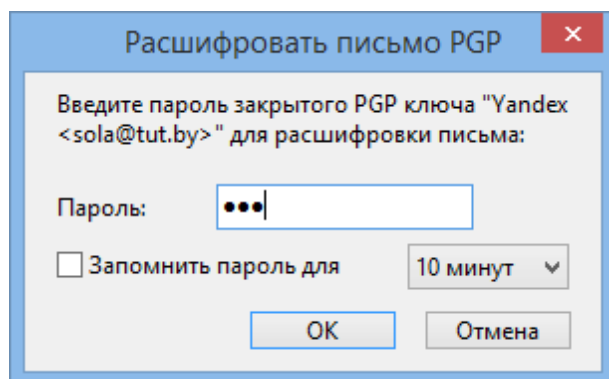 Расшифровать письмо PGP
Введите пароль закрытого PGP ключа "Yandex
<sola@tut.by>" для расшифровки письма:
Пароль: •••
Запомнить пароль для 10 минут
OK Отмена